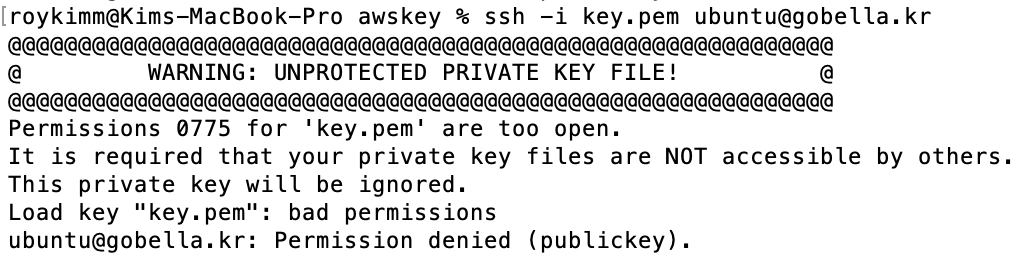 [roykimm@Kims-MacBook-Pro awskey % ssh -i key.pem ubuntu@gobella.kr
@@@@@@@@@@@@@@@@@@@@@@@@@@@@@@@@@@@@@@@@@@@@@@@@@@@@@@@@@@@
@         WARNING: UNPROTECTED PRIVATE KEY FILE!          @
@@@@@@@@@@@@@@@@@@@@@@@@@@@@@@@@@@@@@@@@@@@@@@@@@@@@@@@@@@@
Permissions 0775 for 'key.pem' are too open.
It is required that your private key files are NOT accessible by others.
This private key will be ignored.
Load key "key.pem": bad permissions
ubuntu@gobella.kr: Permission denied (publickey).